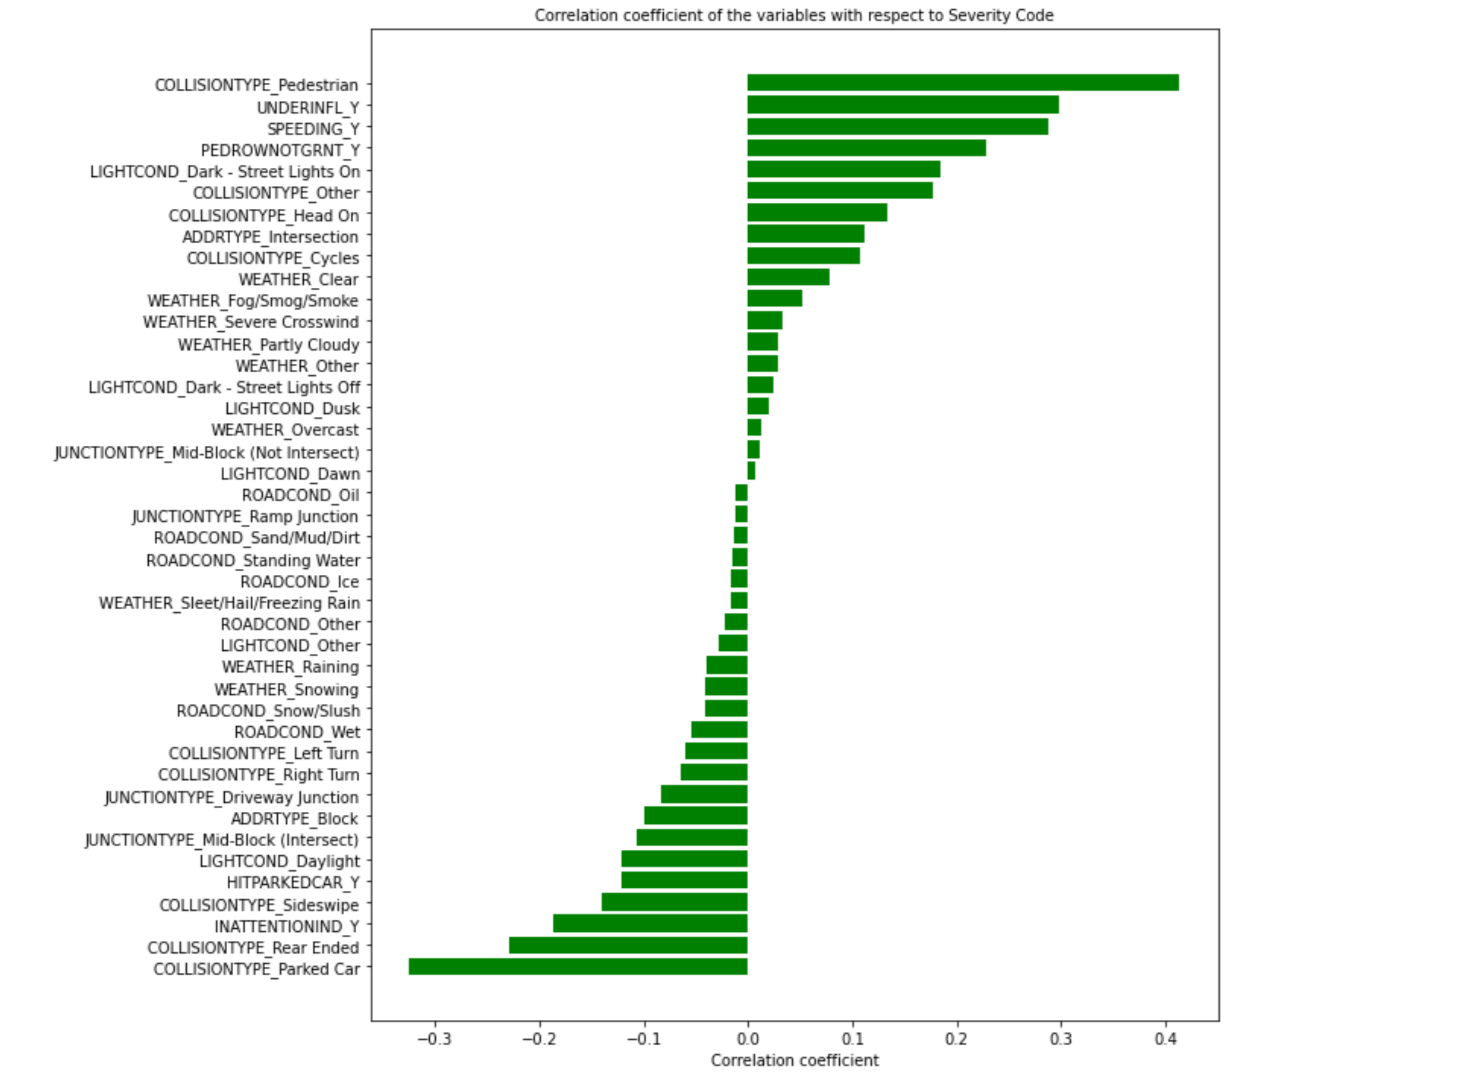 Correlation coefficient of the variables with respect to Severity Code
COLLISIONTYPE_Pedestrian
UNDERINFL_Y
SPEEDING_Y
PEDROWNOTGRNT_Y
LIGHTCOND_Dark - Street Lights On
COLLISIONTYPE_Other
COLLISIONTYPE_Head On
ADDRTYPE_Intersection
COLLISIONTYPE_Cycles
WEATHER_Clear
WEATHER_Fog/Smog/Smoke
WEATHER_Severe Crosswind
WEATHER_Partly Cloudy
WEATHER_Other
LIGHTCOND_Dark - Street Lights Off
LIGHTCOND_Dusk
WEATHER_Overcast
JUNCTIONTYPE_Mid-Block (Not Intersect)
LIGHTCOND_Dawn
ROADCOND_Oil
JUNCTIONTYPE_Ramp Junction
ROADCOND_Sand/Mud/Dirt
ROADCOND_Standing Water
ROADCOND_Ice
WEATHER_Sleet/Hail/Freezing Rain
ROADCOND_Other
LIGHTCOND_Other
WEATHER_Raining
WEATHER_Snowing
ROADCOND_Snow/Slush
ROADCOND_Wet
COLLISIONTYPE_Left Turn
COLLISIONTYPE_Right Turn
JUNCTIONTYPE_Driveway Junction
ADDRTYPE_Block
JUNCTIONTYPE_Mid-Block (Intersect)
LIGHTCOND_Daylight
HITPARKEDCAR_Y
COLLISIONTYPE_Sideswipe
INATTENTIONIND_Y
COLLISIONTYPE_Rear Ended
COLLISIONTYPE_Parked Car
−0.3 −0.2 −0.1 0.0 0.1 0.2 0.3 0.4
Correlation coefficient